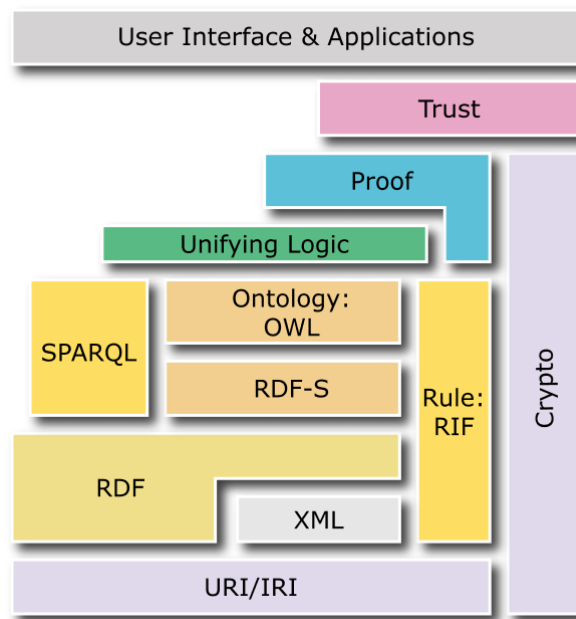 User Interface & Applications
Trust
Proof
Unifying Logic
Ontology:
OWL
SPARQL
RDF-S
Rule:
RIF
Crypto
RDF
XML
URI/IRI